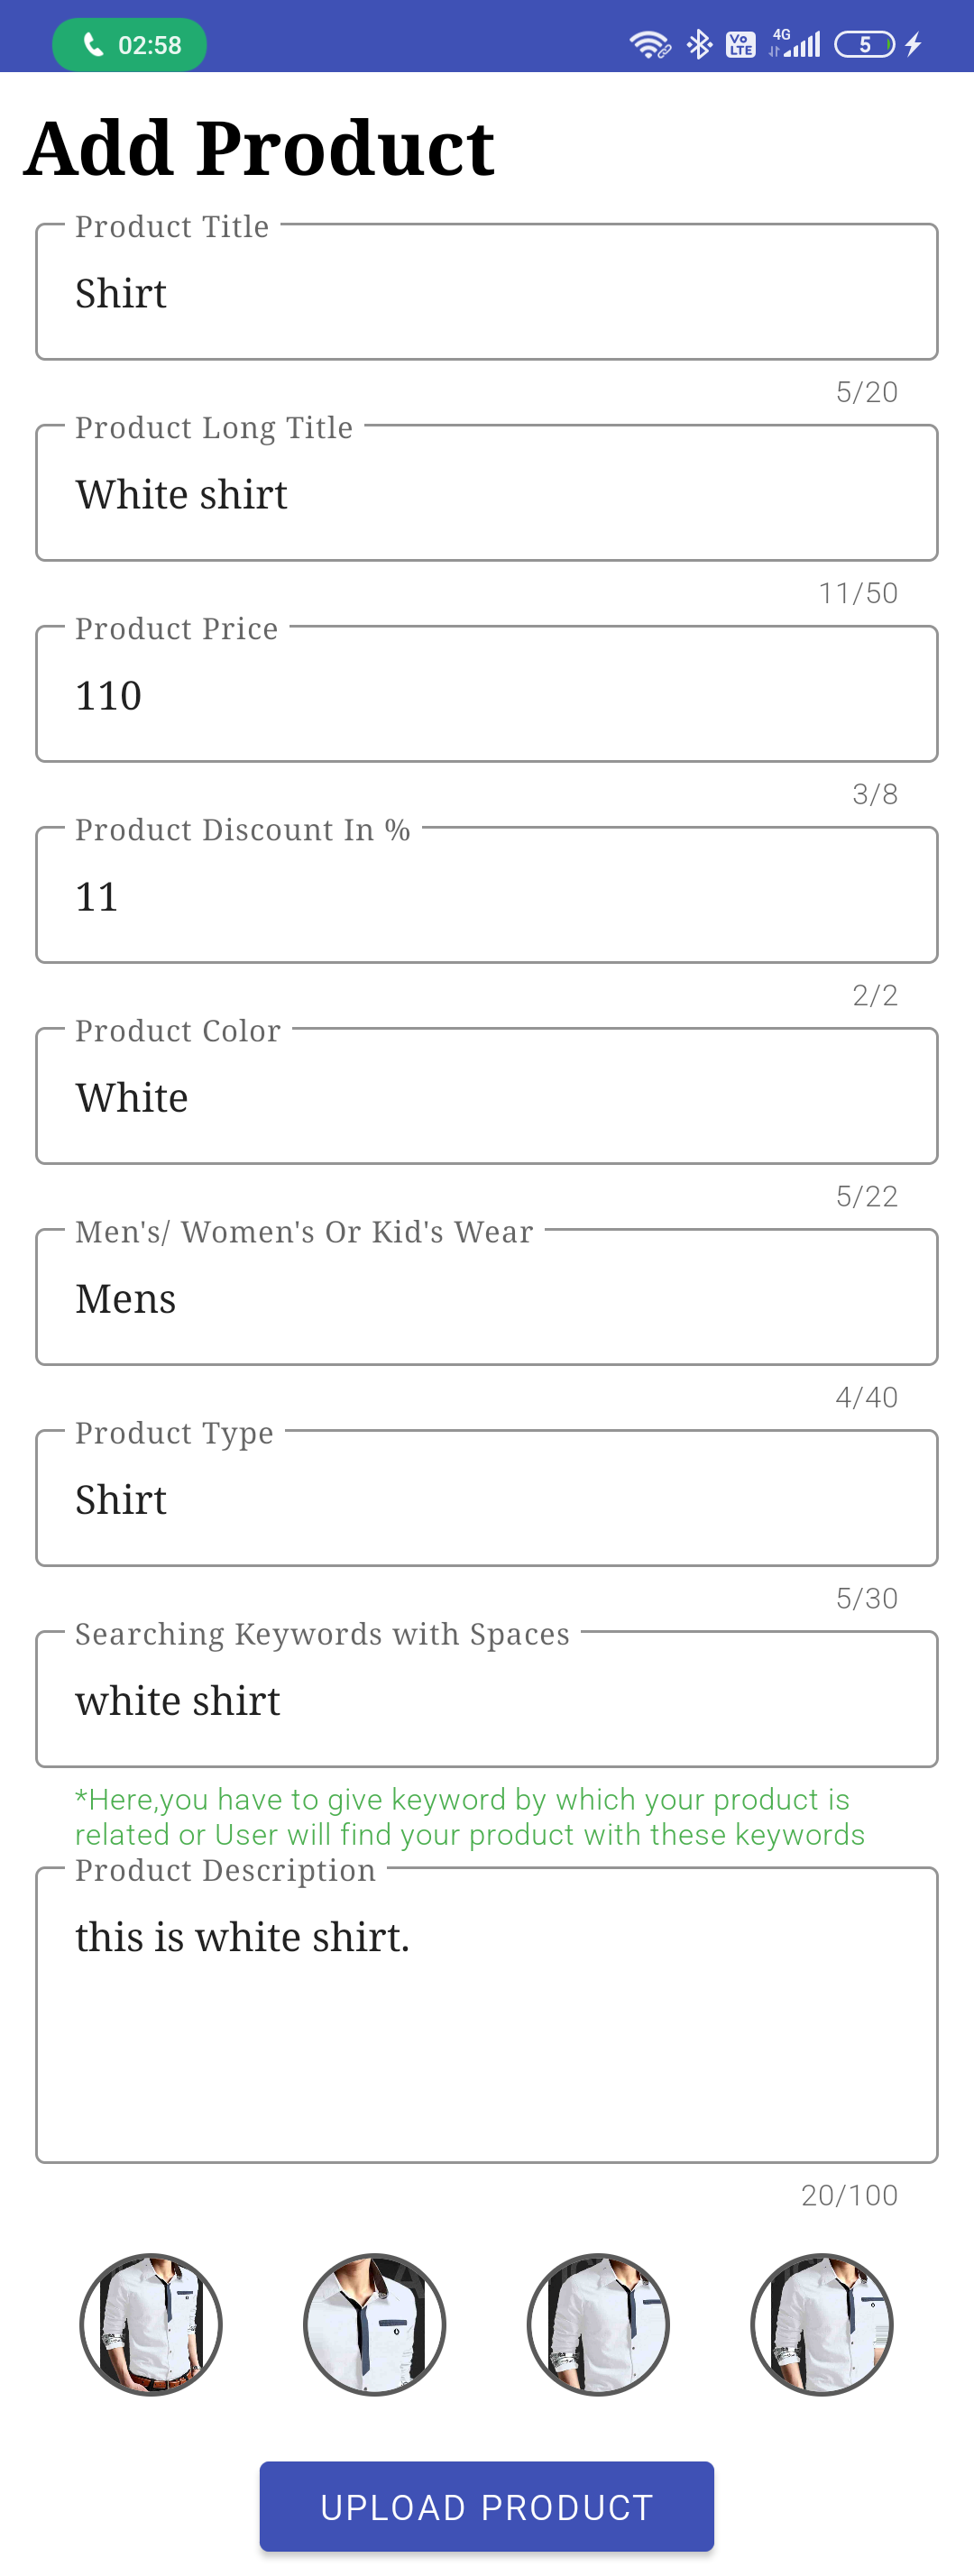 02:58
Vo LTE
4G
5
Add Product
Product Title
Shirt
5/20
Product Long Title
White shirt
11/50
Product Price
110
3/8
Product Discount In %
11
2/2
Product Color
White
5/22
Men's/ Women's Or Kid's Wear
Mens
4/40
Product Type
Shirt
5/30
Searching Keywords with Spaces
white shirt
*Here,you have to give keyword by which your product is
related or User will find your product with these keywords
Product Description
this is white shirt.
20/100
UPLOAD PRODUCT